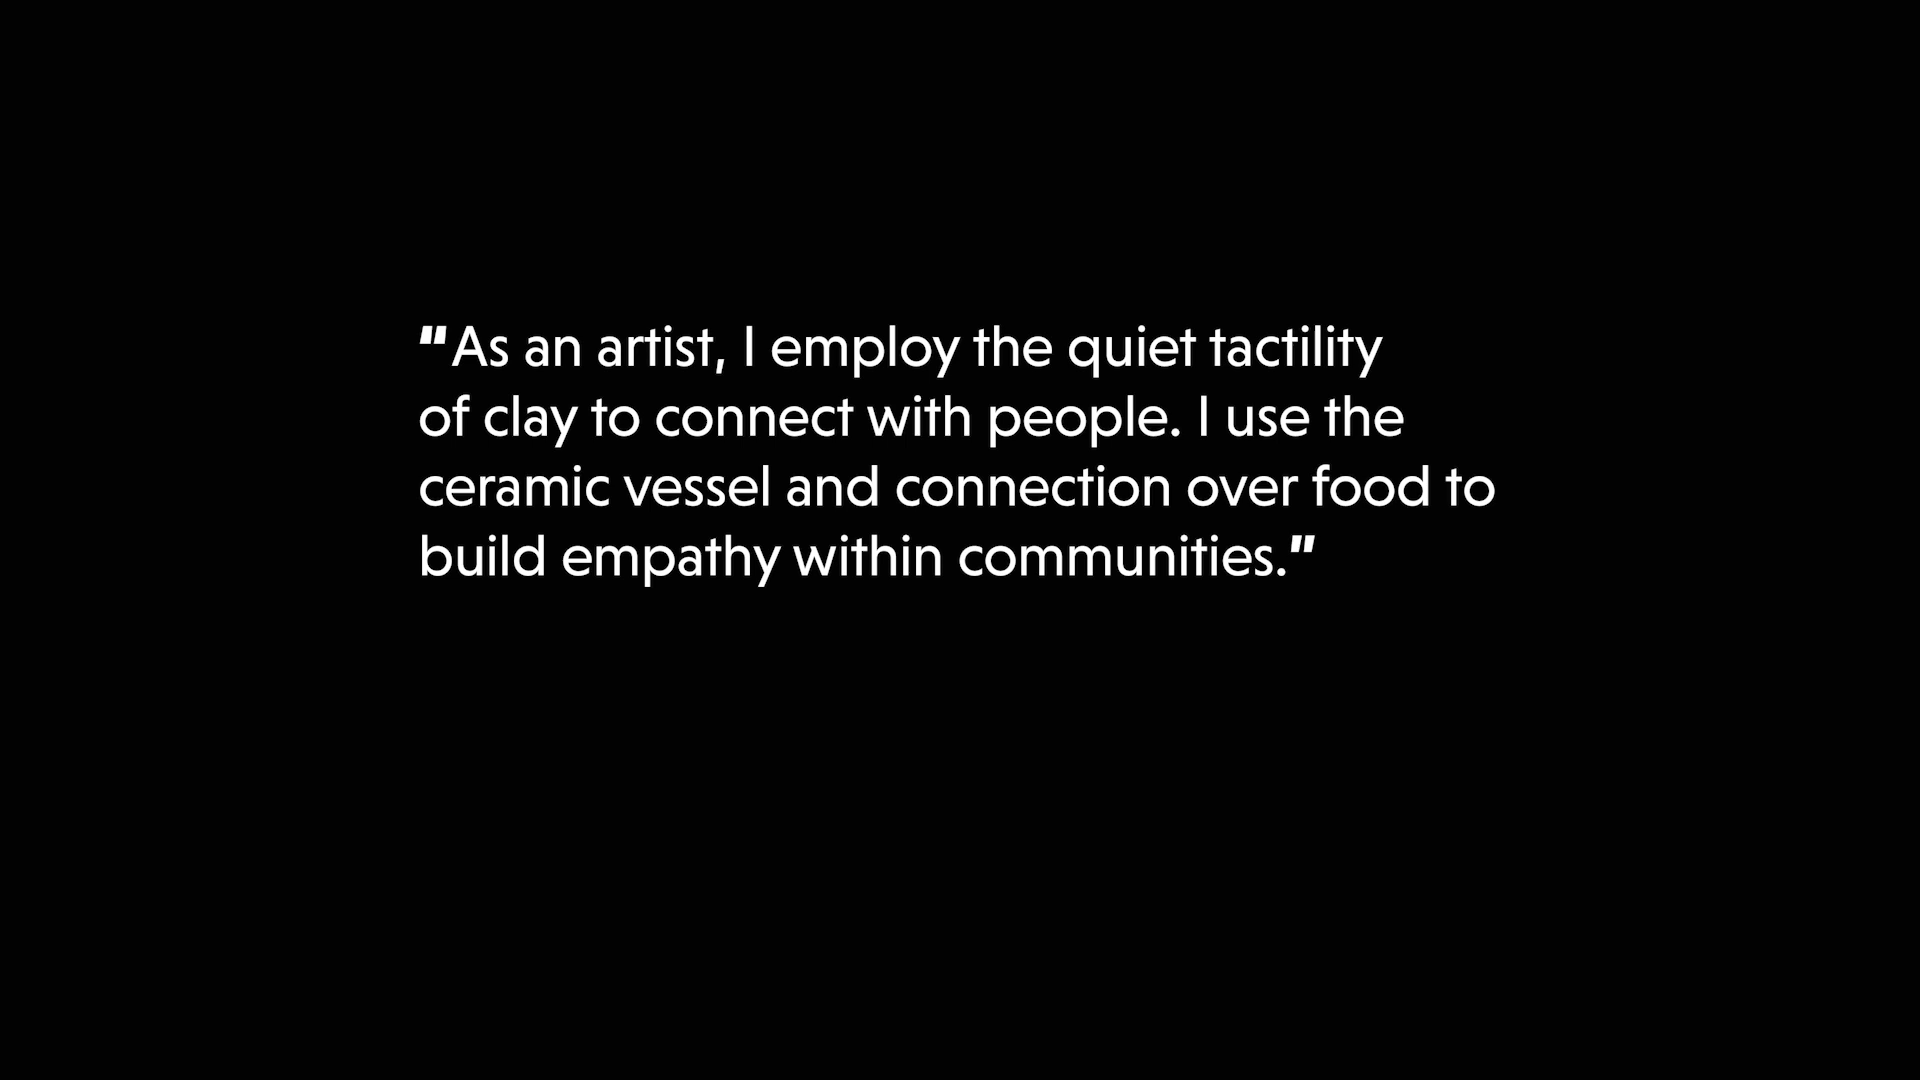 "As an artist, I employ the quiet tactility
of clay to connect with people. I use the
ceramic vessel and connection over food to
build empathy within communities."